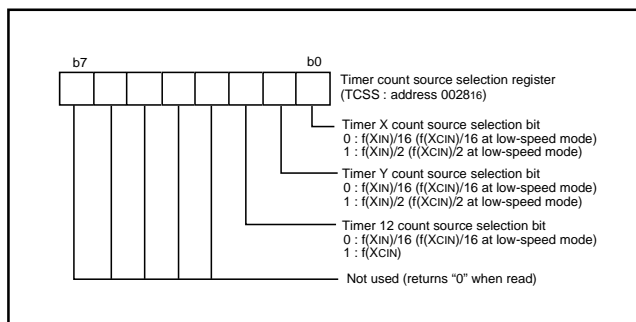 b7 b0
Timer count source selection register
(TCSS : address 002816)
Timer X count source selection bit
0 : f(XIN)/16 (f(XCIN)/16 at low-speed mode)
1 : f(XIN)/2 (f(XCIN)/2 at low-speed mode)
Timer Y count source selection bit
0 : f(XIN)/16 (f(XCIN)/16 at low-speed mode)
1 : f(XIN)/2 (f(XCIN)/2 at low-speed mode)
Timer 12 count source selection bit
0 : f(XIN)/16 (f(XCIN)/16 at low-speed mode)
1 : f(XCIN)
Not used (returns “0” when read)